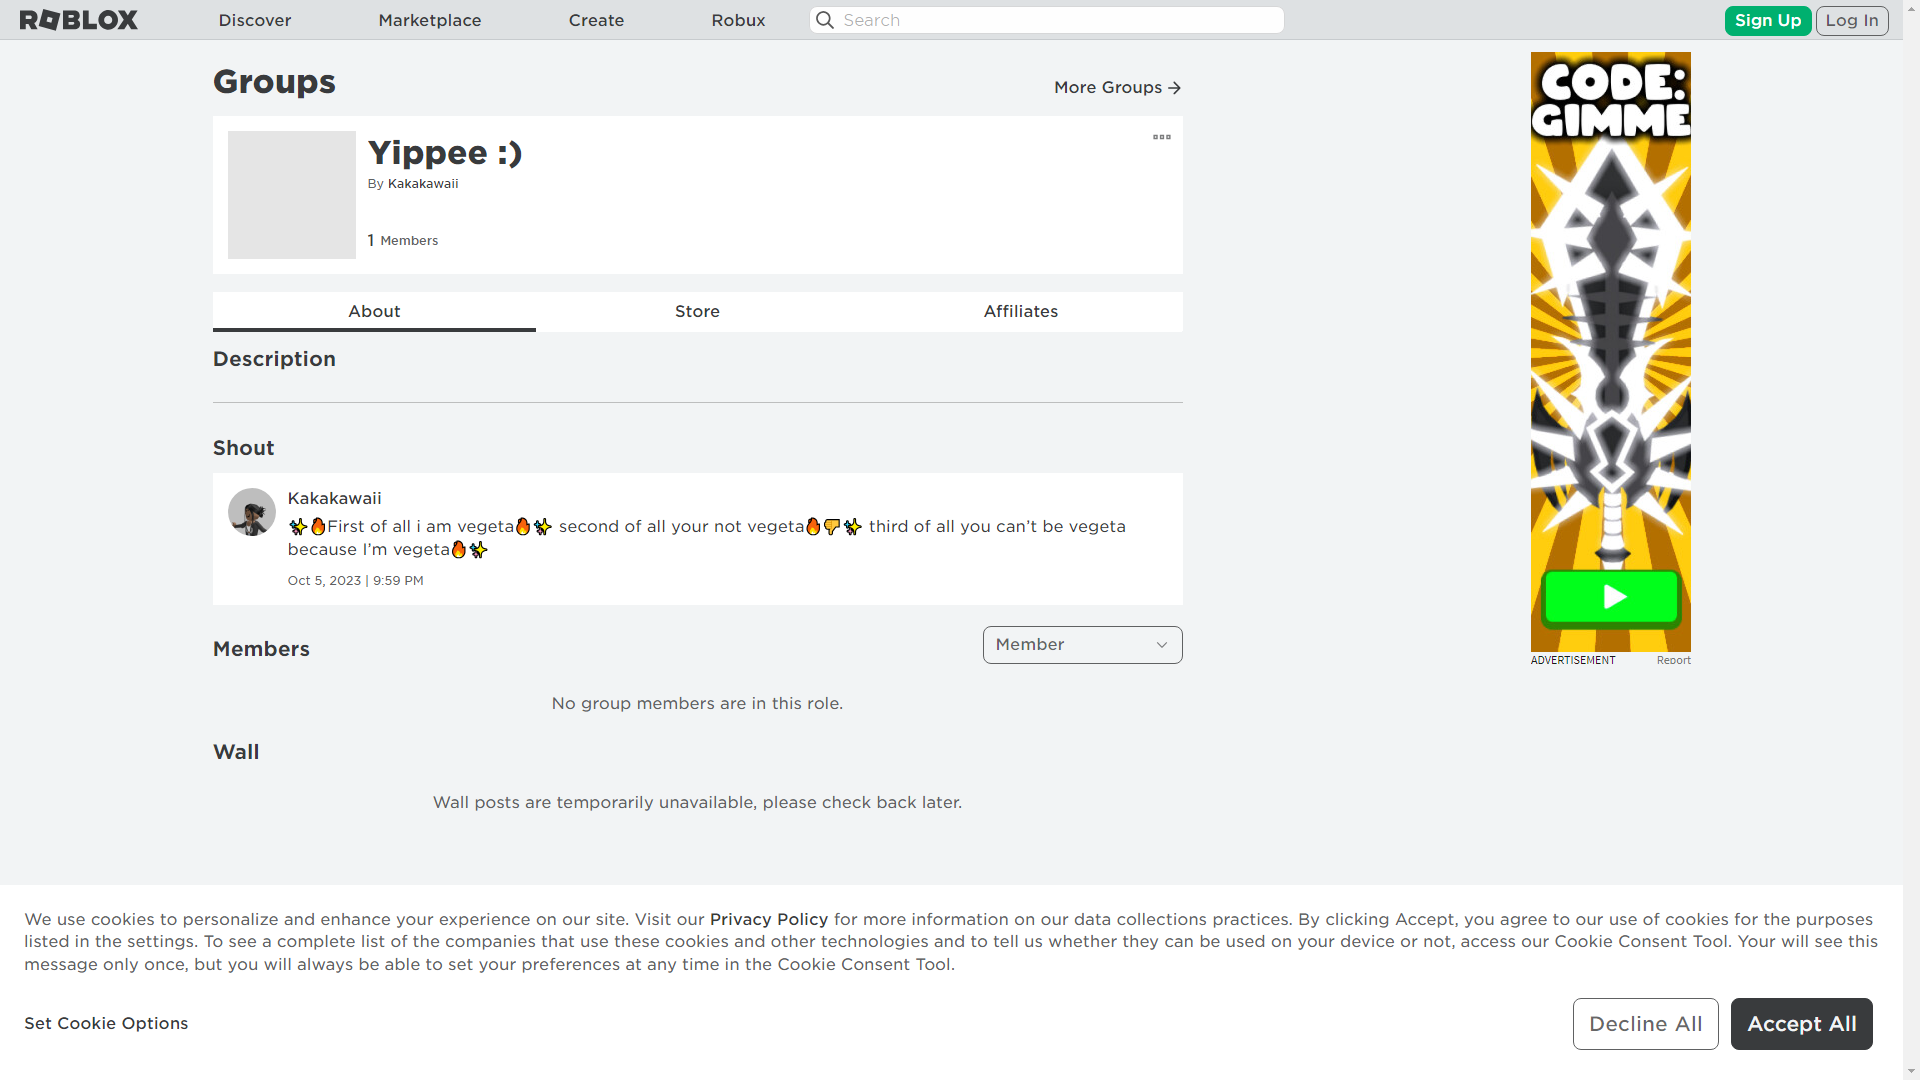 ROBLOX Discover Marketplace Create Robux Search Sign Up Log In
Groups
More Groups
Yippee :)
By Kakakawaii
1 Members
About Store Affiliates
Description
Shout
Kakakawaii
✨🔥First of all i am vegeta🔥✨ second of all your not vegeta🔥👎✨ third of all you can’t be vegeta
because I’m vegeta🔥✨
Oct 5, 2023 | 9:59 PM
Members
Member
No group members are in this role.
Wall
Wall posts are temporarily unavailable, please check back later.
CODE:
GIMME
ADVERTISEMENT Report
We use cookies to personalize and enhance your experience on our site. Visit our Privacy Policy for more information on our data collections practices. By clicking Accept, you agree to our use of cookies for the purposes
listed in the settings. To see a complete list of the companies that use these cookies and other technologies and to tell us whether they can be used on your device or not, access our Cookie Consent Tool. Your will see this
message only once, but you will always be able to set your preferences at any time in the Cookie Consent Tool.
Set Cookie Options
Decline All
Accept All